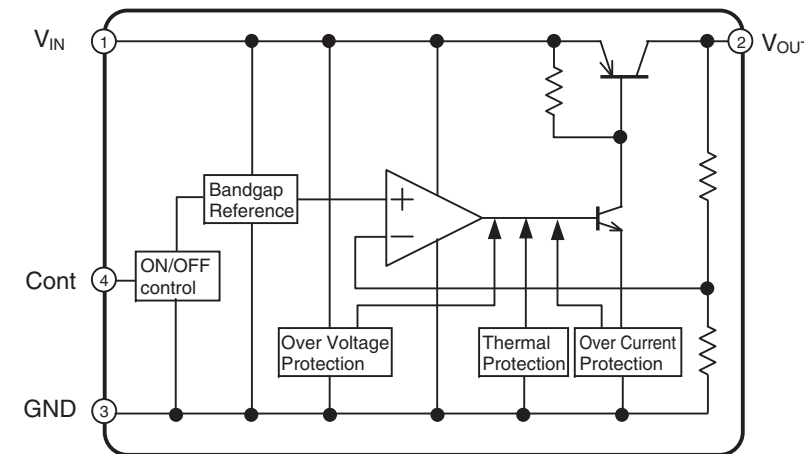 VIN
1
2
VOUT
Bandgap
Reference
+
−
Cont
4
ON/OFF
control
Over Voltage
Protection
Thermal
Protection
Over Current
Protection
GND
3